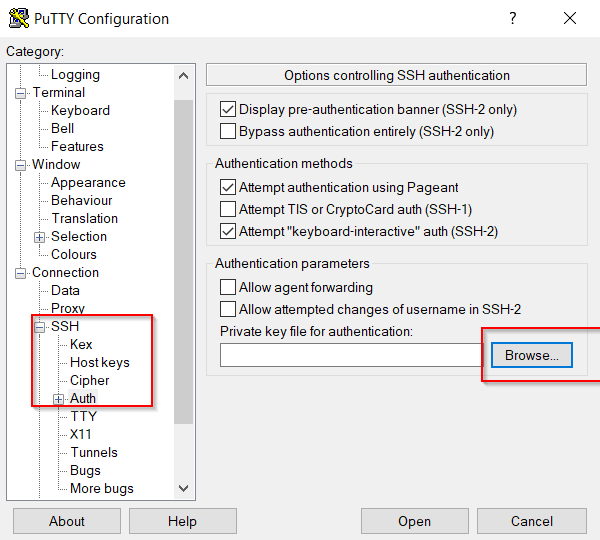 PuTTY Configuration
?
Category:
Logging
Terminal
Keyboard
Bell
Features
Window
Appearance
Behaviour
Translation
Selection
Colours
Connection
Data
Proxy
SSH
Kex
Host keys
Cipher
Auth
TTY
X11
Tunnels
Bugs
More bugs
Options controlling SSH authentication
Display pre-authentication banner (SSH-2 only)
Bypass authentication entirely (SSH-2 only)
Authentication methods
Attempt authentication using Pageant
Attempt TIS or CryptoCard auth (SSH-1)
Attempt "keyboard-interactive" auth (SSH-2)
Authentication parameters
Allow agent forwarding
Allow attempted changes of username in SSH-2
Private key file for authentication:
Browse...
About
Help
Open
Cancel